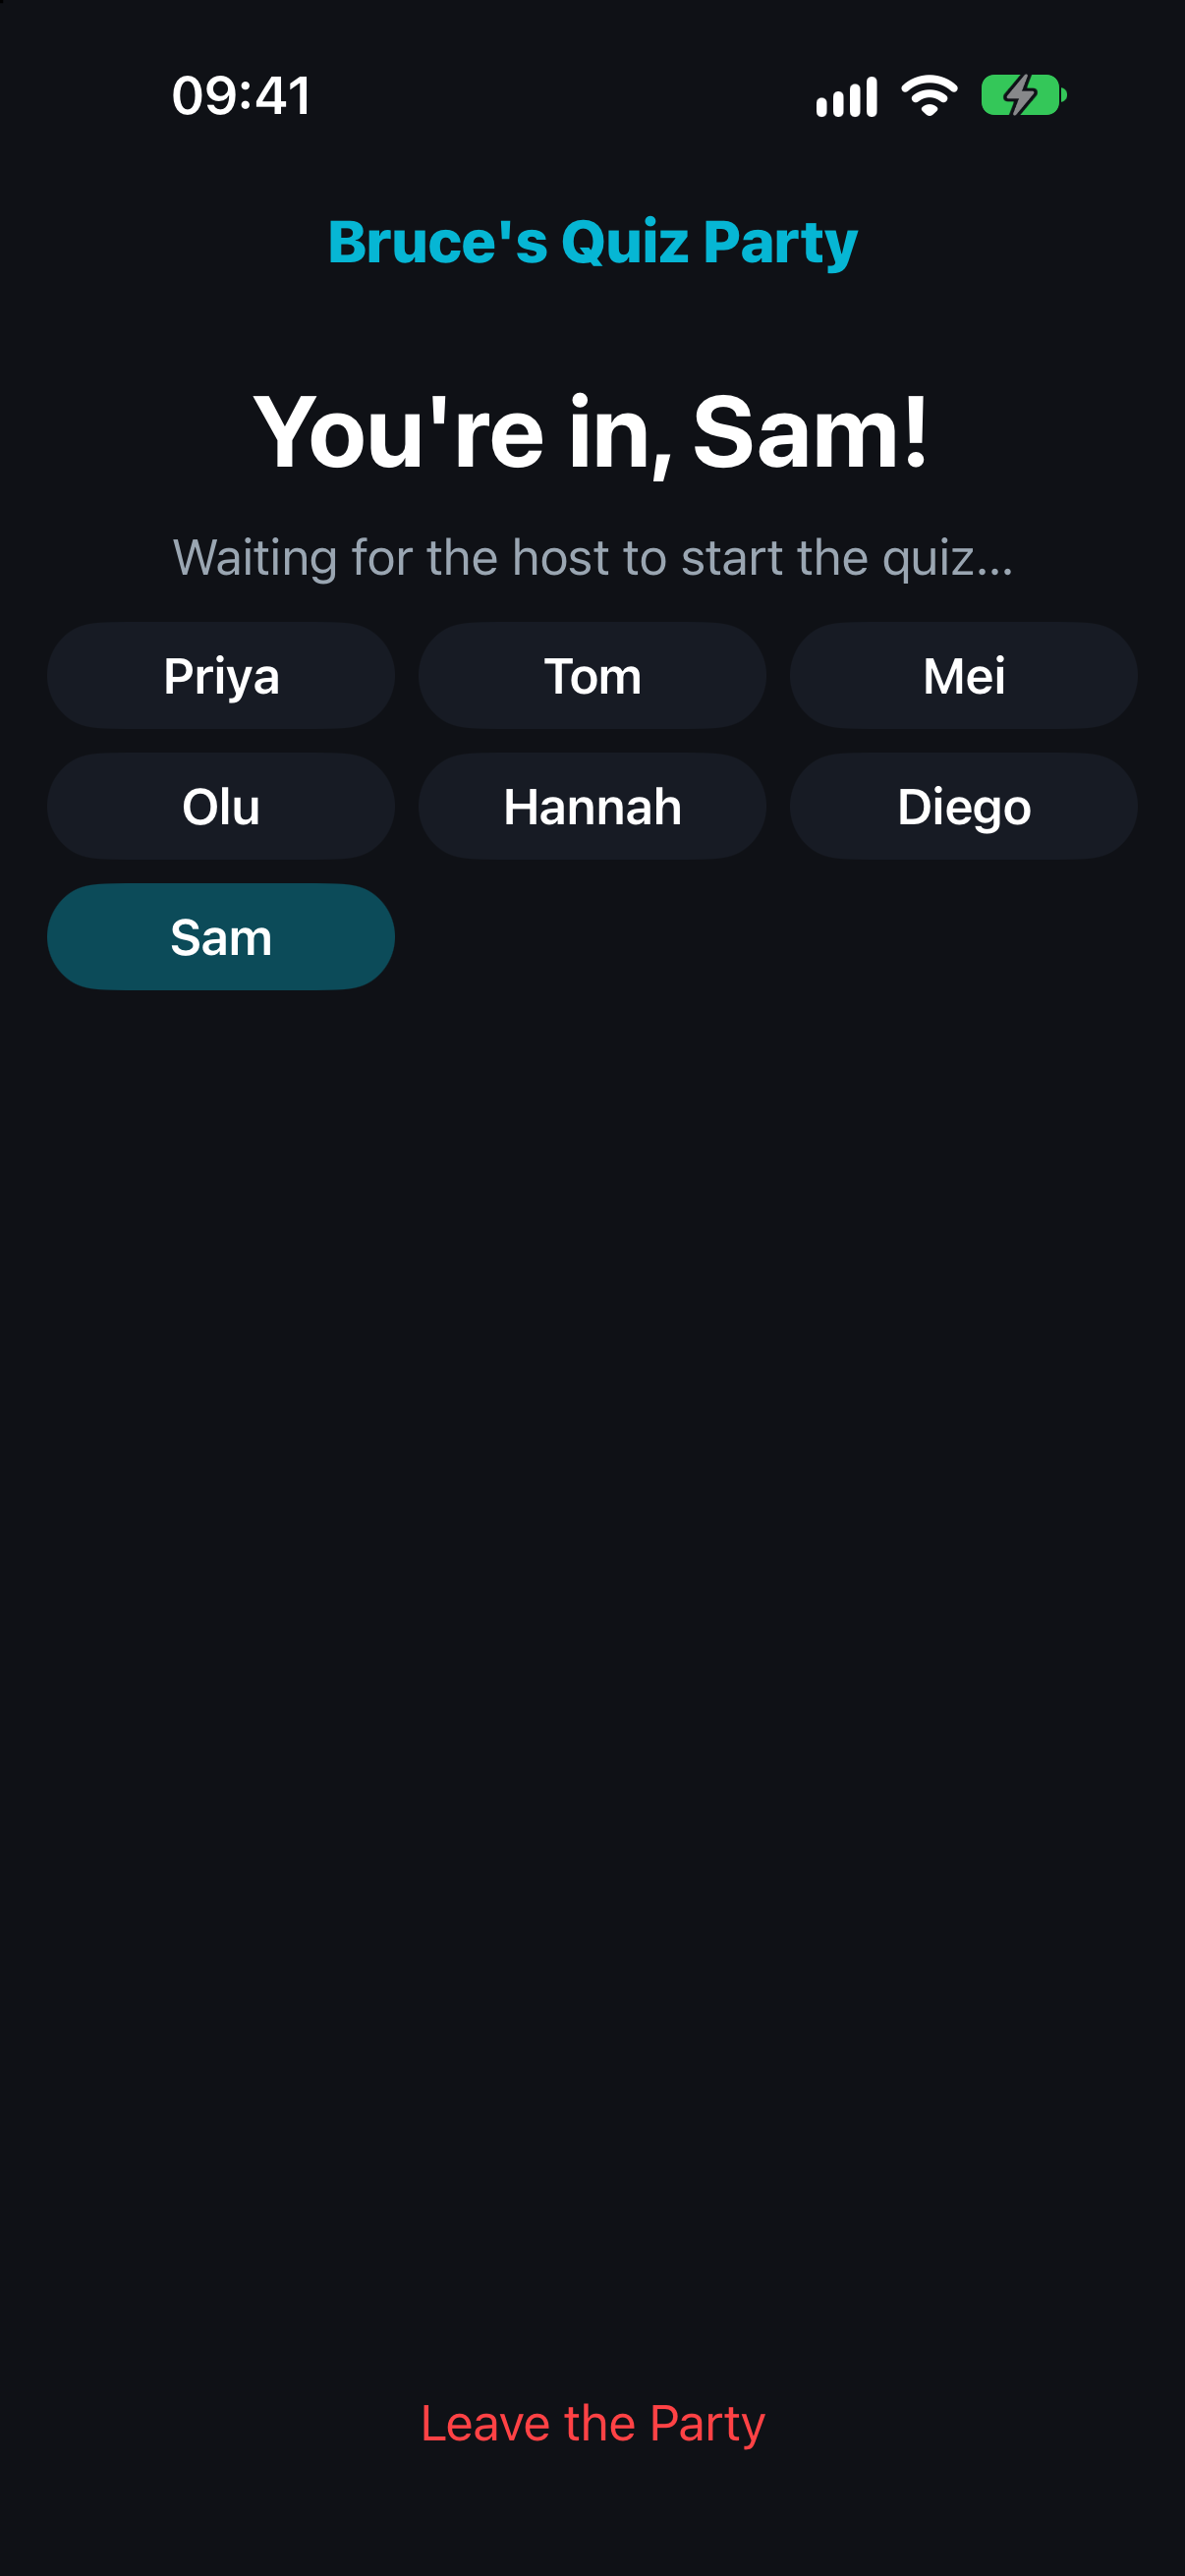 09:41
Bruce's Quiz Party
You're in, Sam!
Waiting for the host to start the quiz...
Priya Tom Mei
Olu Hannah Diego
Sam
Leave the Party